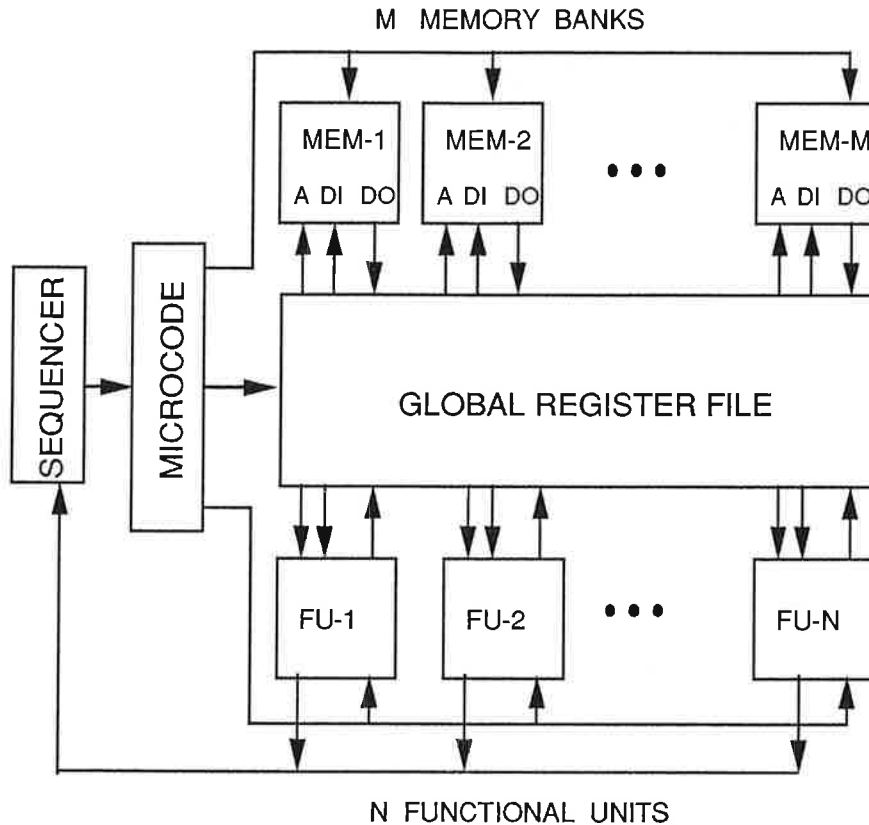 M MEMORY BANKS
MEM-1
MEM-2
MEM-M
A DI DO
A DI DO
A DI DO
SEQUENCER
MICROCODE
GLOBAL REGISTER FILE
FU-1
FU-2
FU-N
N FUNCTIONAL UNITS